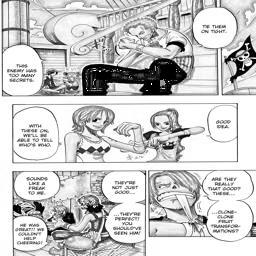 TIE THEM
ON TIGHT.
THIS
ENEMY HAS
TOO MANY
SECRETS.
GOOD
IDEA.
WITH
THESE ON,
WE'LL BE
ABLE TO TELL
WHO'S WHO.
ARE THEY
REALLY
THAT GOOD?
THESE...
...CLONE-
CLONE
FRUIT
TRANSFOR-
MATIONS?
THEY'RE
NOT JUST
GOOD...
...THEY'RE
PERFECT!
YOU
SHOULD'VE
SEEN HIM!
SOUNDS
LIKE A
FREAK
TO ME.
HE WAS
GREAT!! WE
COULDN'T
HELP
CHEERING!